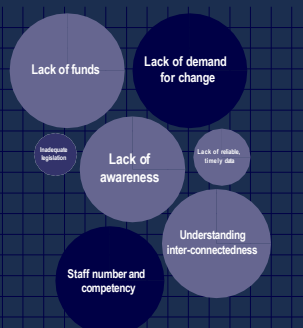 Lack of funds
Lack of demand
for change
Inadequate
legislation
Lack of
awareness
Lack of reliable,
timely data
Understanding
inter-connectedness
Staff number and
competency